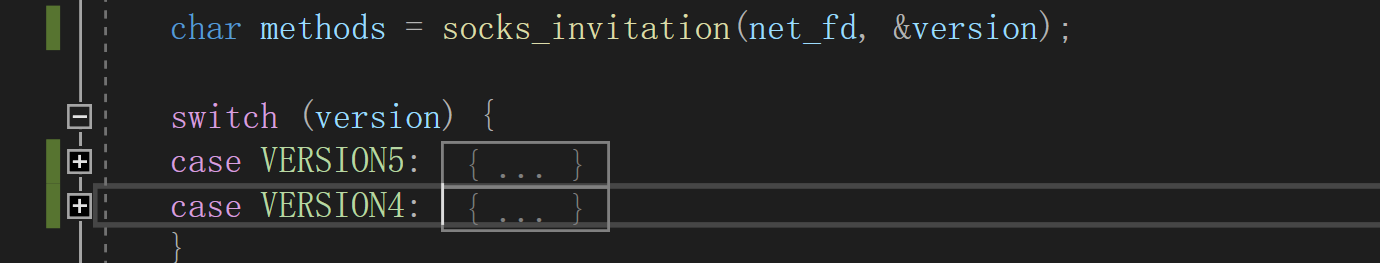 char methods = socks_invitation(net_fd, &version);
switch (version) {
case VERSION5: { ... }
case VERSION4: { ... }
}